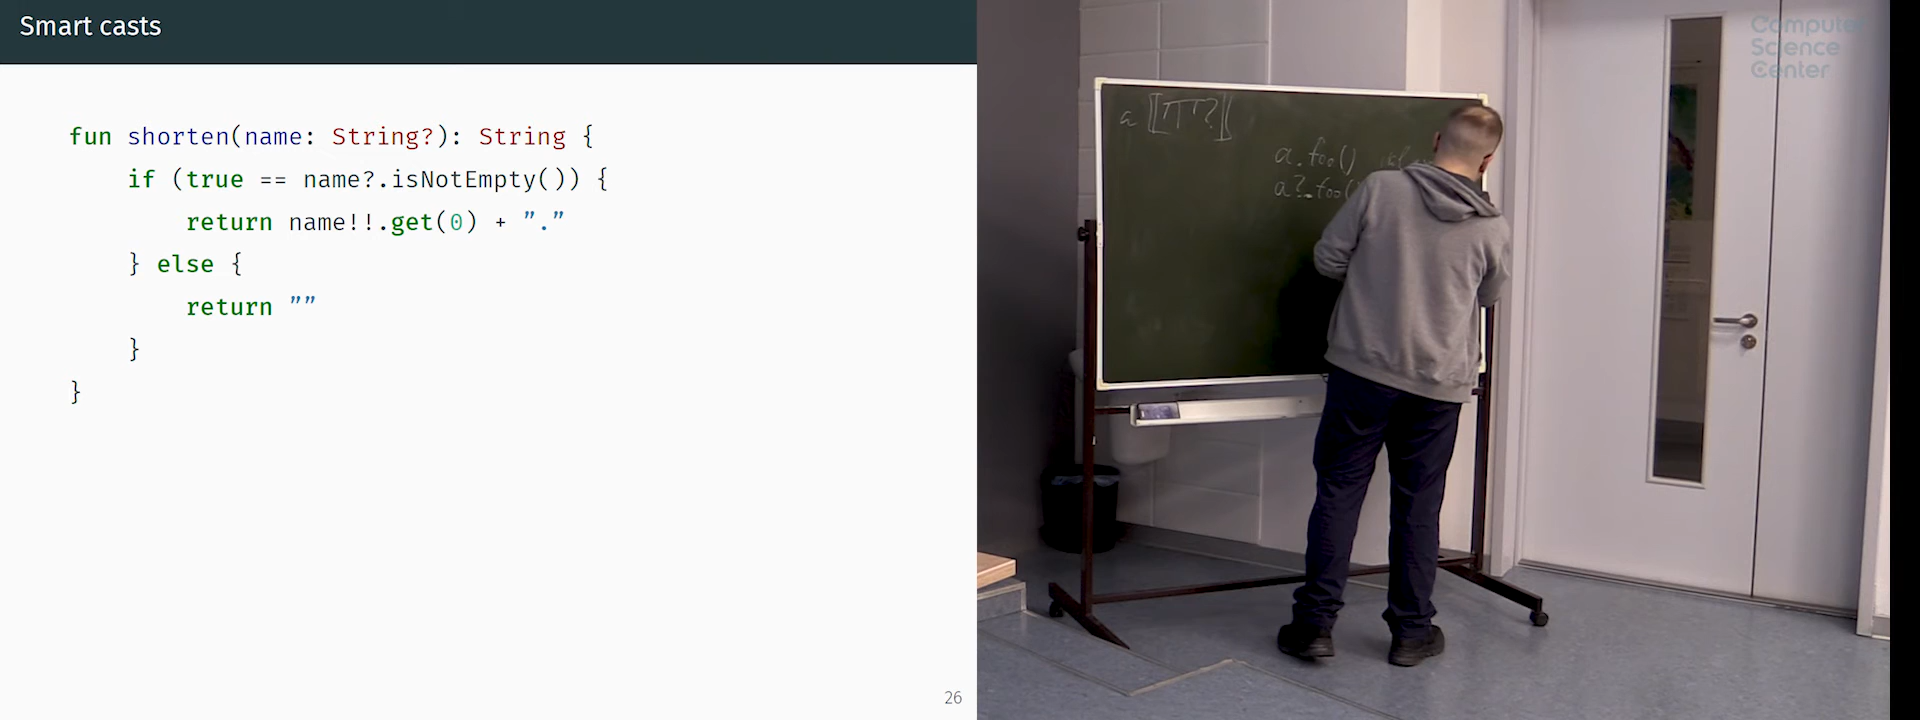 Smart casts
fun shorten(name: String?): String {
if (true == name?.isNotEmpty()) {
return name!!.get(0) + "."
} else {
return ""
}
}
26
Computer
Science
Center
a.foo()
a?.foo(